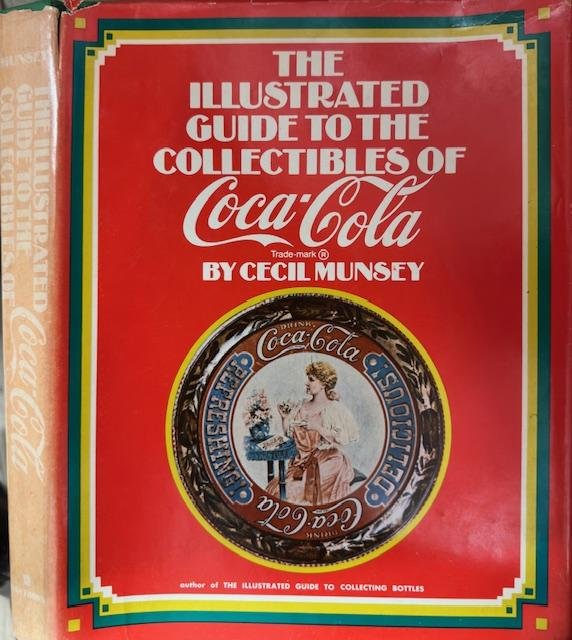 THE
ILLUSTRATED
GUIDE TO THE
COLLECTIBLES OF
Coca-Cola
Trade-mark ®
BY CECIL MUNSEY
DRINK
Coca-Cola
REFRESHING
DELICIOUS!
DRINK
Coca-Cola
author of THE ILLUSTRATED GUIDE TO COLLECTING BOTTLES
MUNSEY
THE ILLUSTRATED
GUIDE TO THE
COLLECTIBLES OF
Coca-Cola